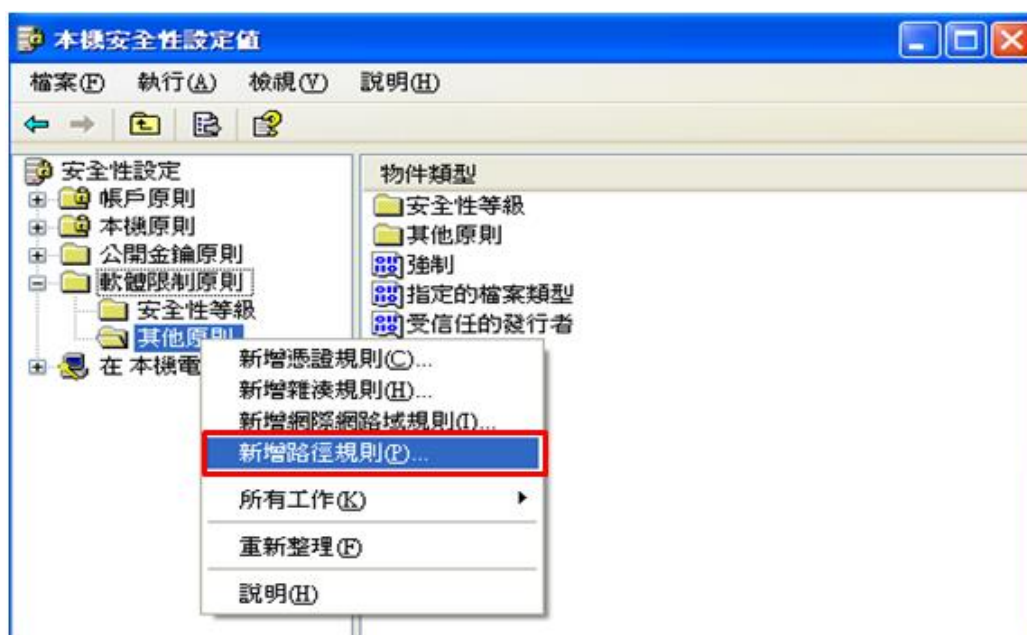 本機安全性設定值
檔案(F) 執行(A) 檢視(V) 說明(H)
安全性設定
帳戶原則
本機原則
公開金鑰原則
軟體限制原則
安全性等級
其他原則
在 本機電
物件類型
安全性等級
其他原則
強制
指定的檔案類型
受信任的發行者
新增憑證規則(C)...
新增雜湊規則(H)...
新增網際網路域規則(I)...
新增路徑規則(P)...
所有工作(K)
重新整理(F)
說明(H)